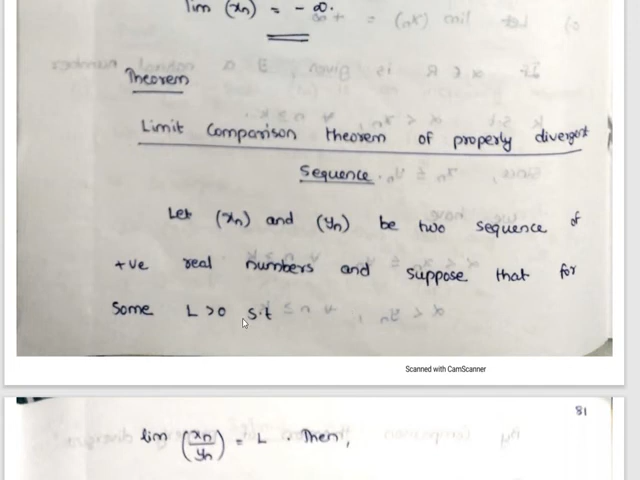 lim (xn) = - ∞.
Theorem
Limit Comparison theorem of properly divergent
Sequence.
Let (xn) and (yn) be two sequence of
+ve real numbers and suppose that for
some L>0 s.t
Scanned with CamScanner
81
lim (xn/yn) = L . Then,